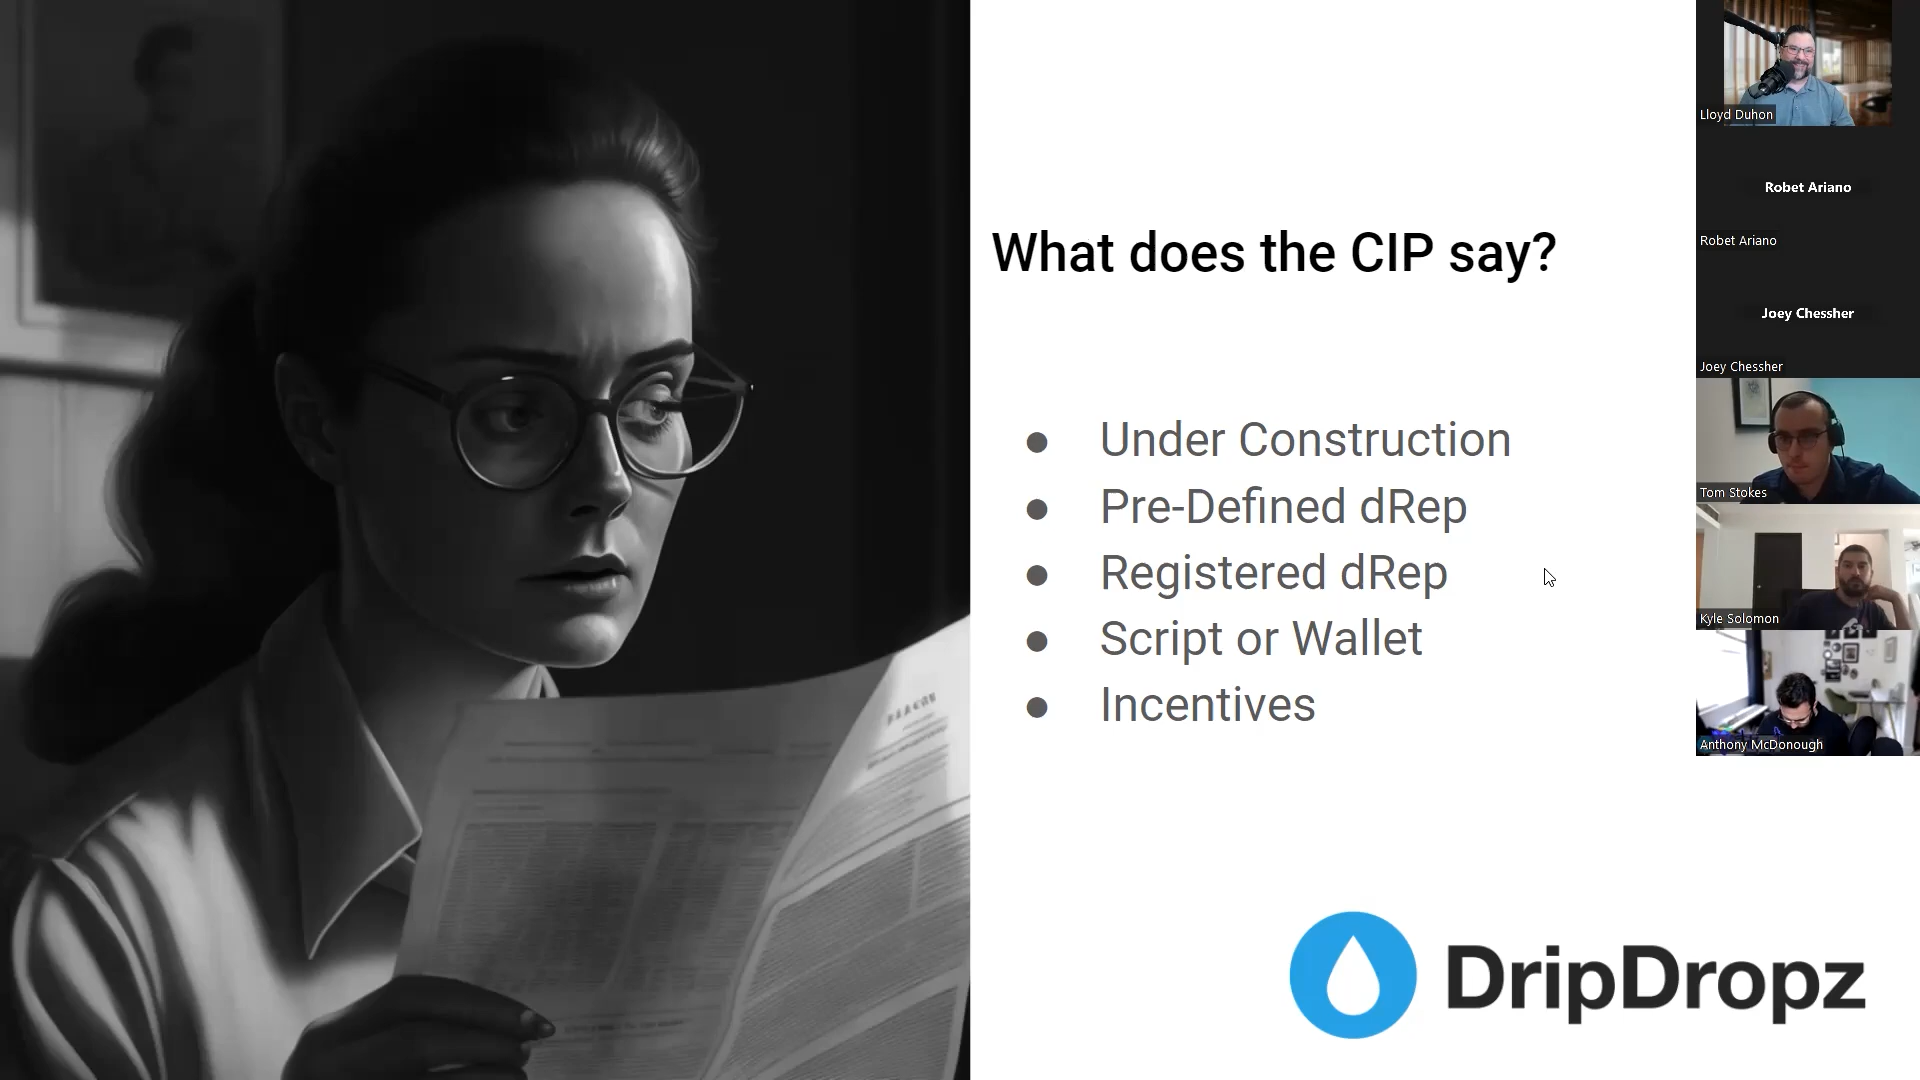 What does the CIP say?
● Under Construction
● Pre-Defined dRep
● Registered dRep
● Script or Wallet
● Incentives
DripDropz
Lloyd Duhon
Robet Ariano
Robet Ariano
Joey Chessher
Joey Chessher
Tom Stokes
Kyle Solomon
Anthony McDonough